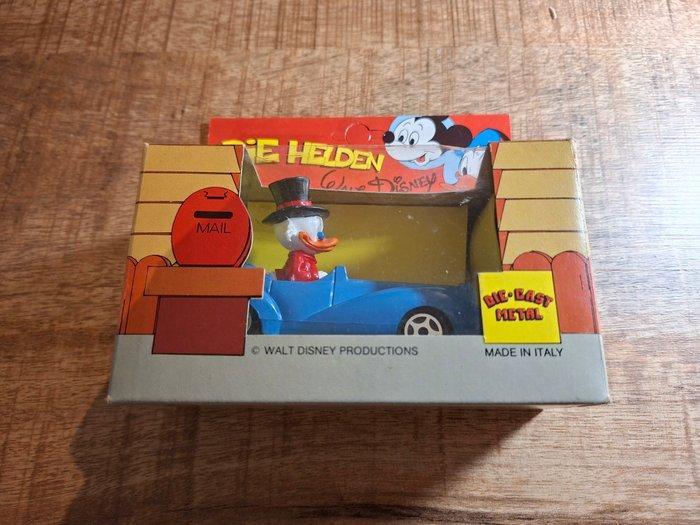 DIE HELDEN
WALT DISNEY
MAIL
DIE·CAST
METAL
© WALT DISNEY PRODUCTIONS
MADE IN ITALY